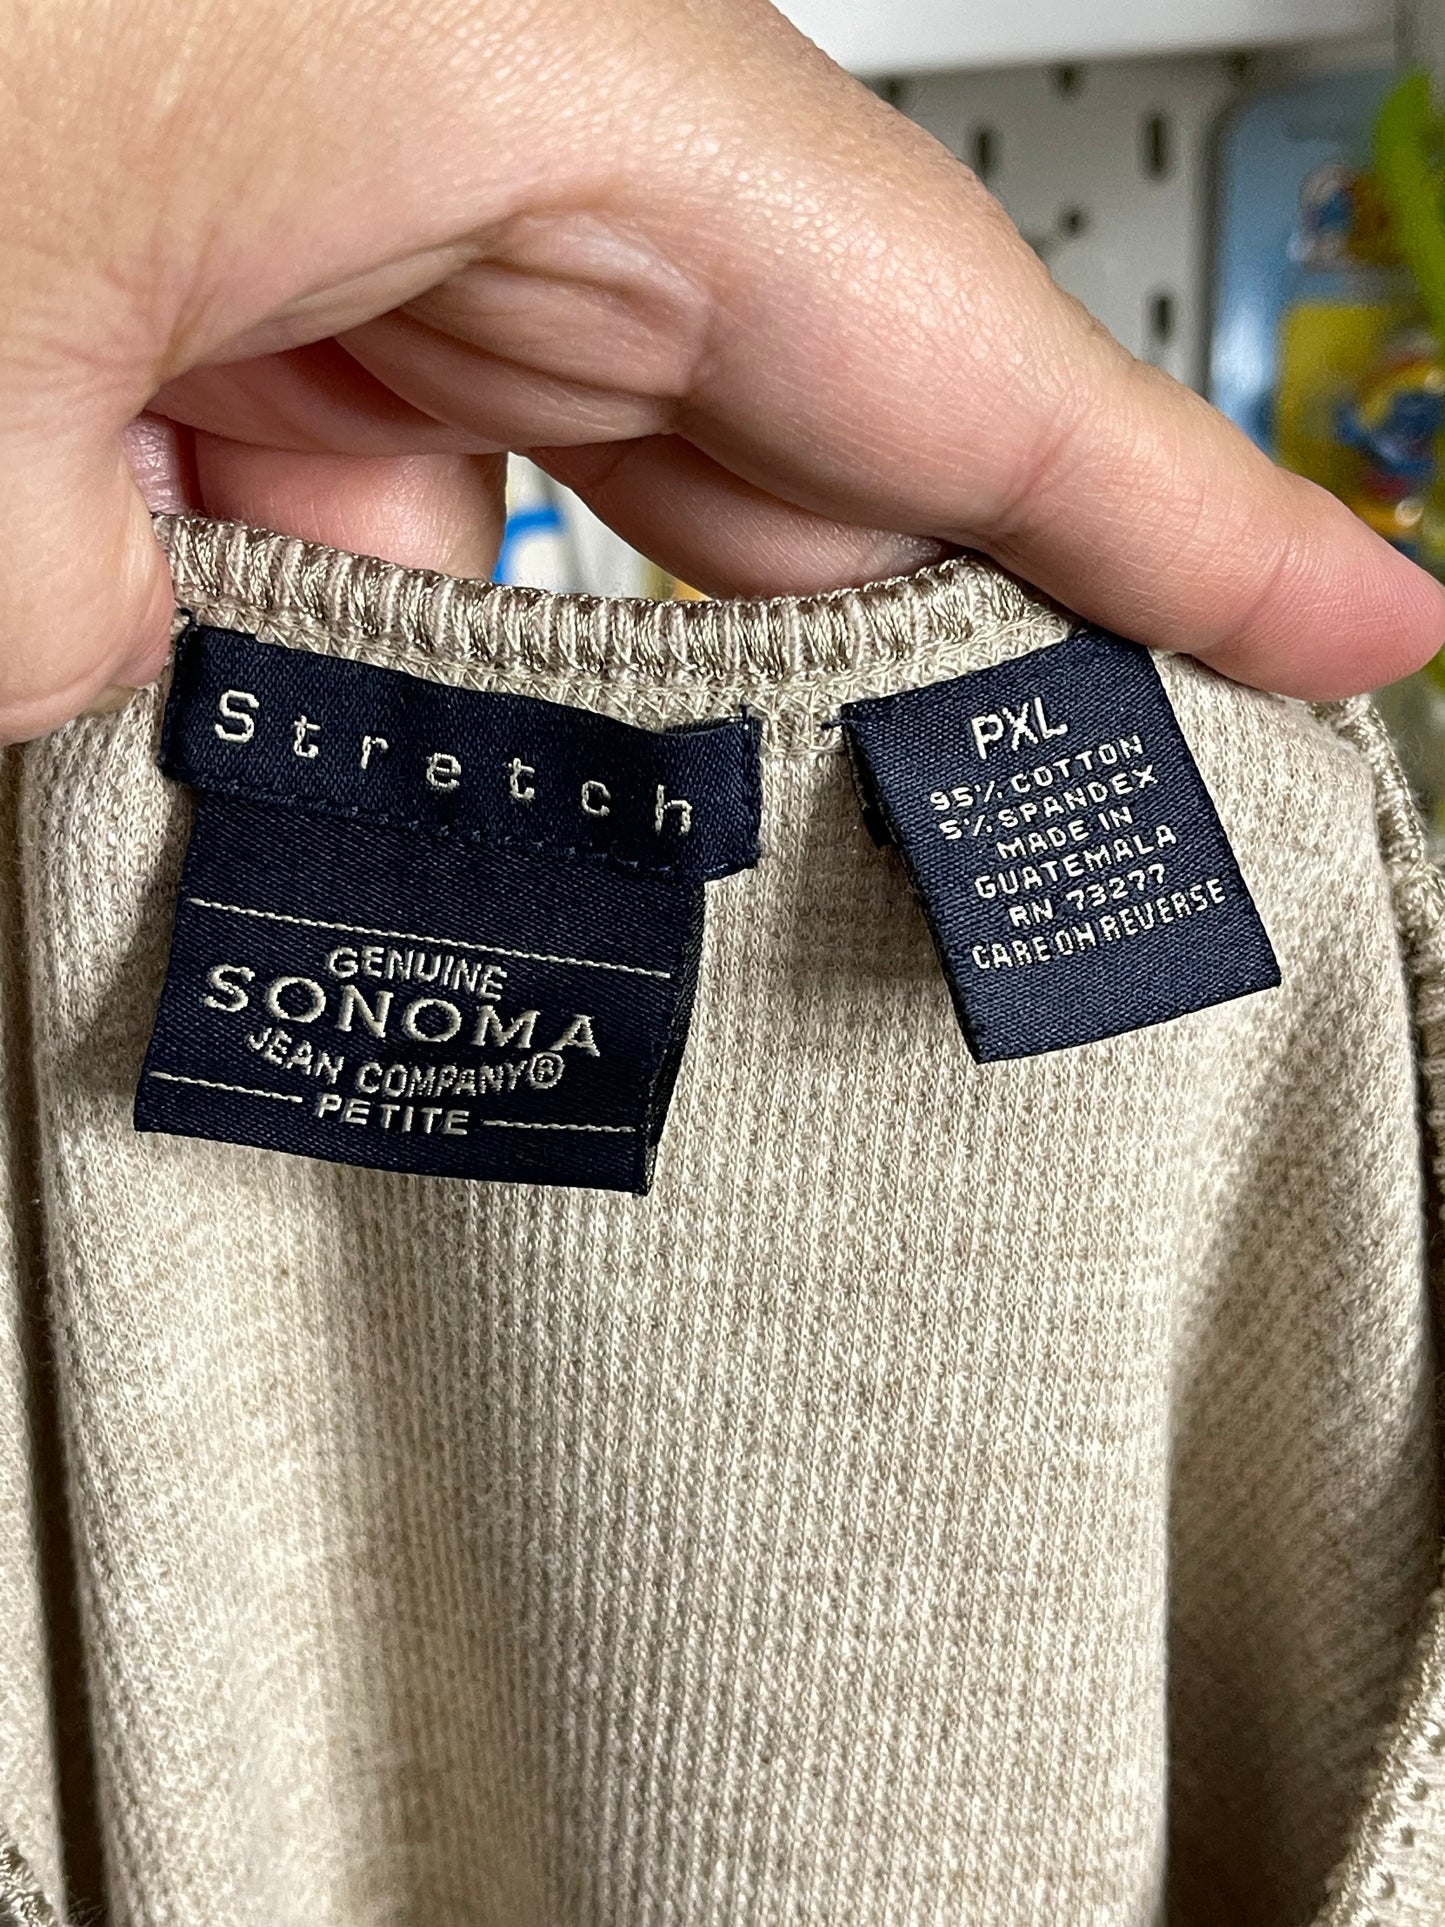 Stretch
GENUINE
SONOMA
JEAN COMPANY®
PETITE
PXL
95% COTTON
5% SPANDEX
MADE IN
GUATEMALA
RN 73277
CARE ON REVERSE